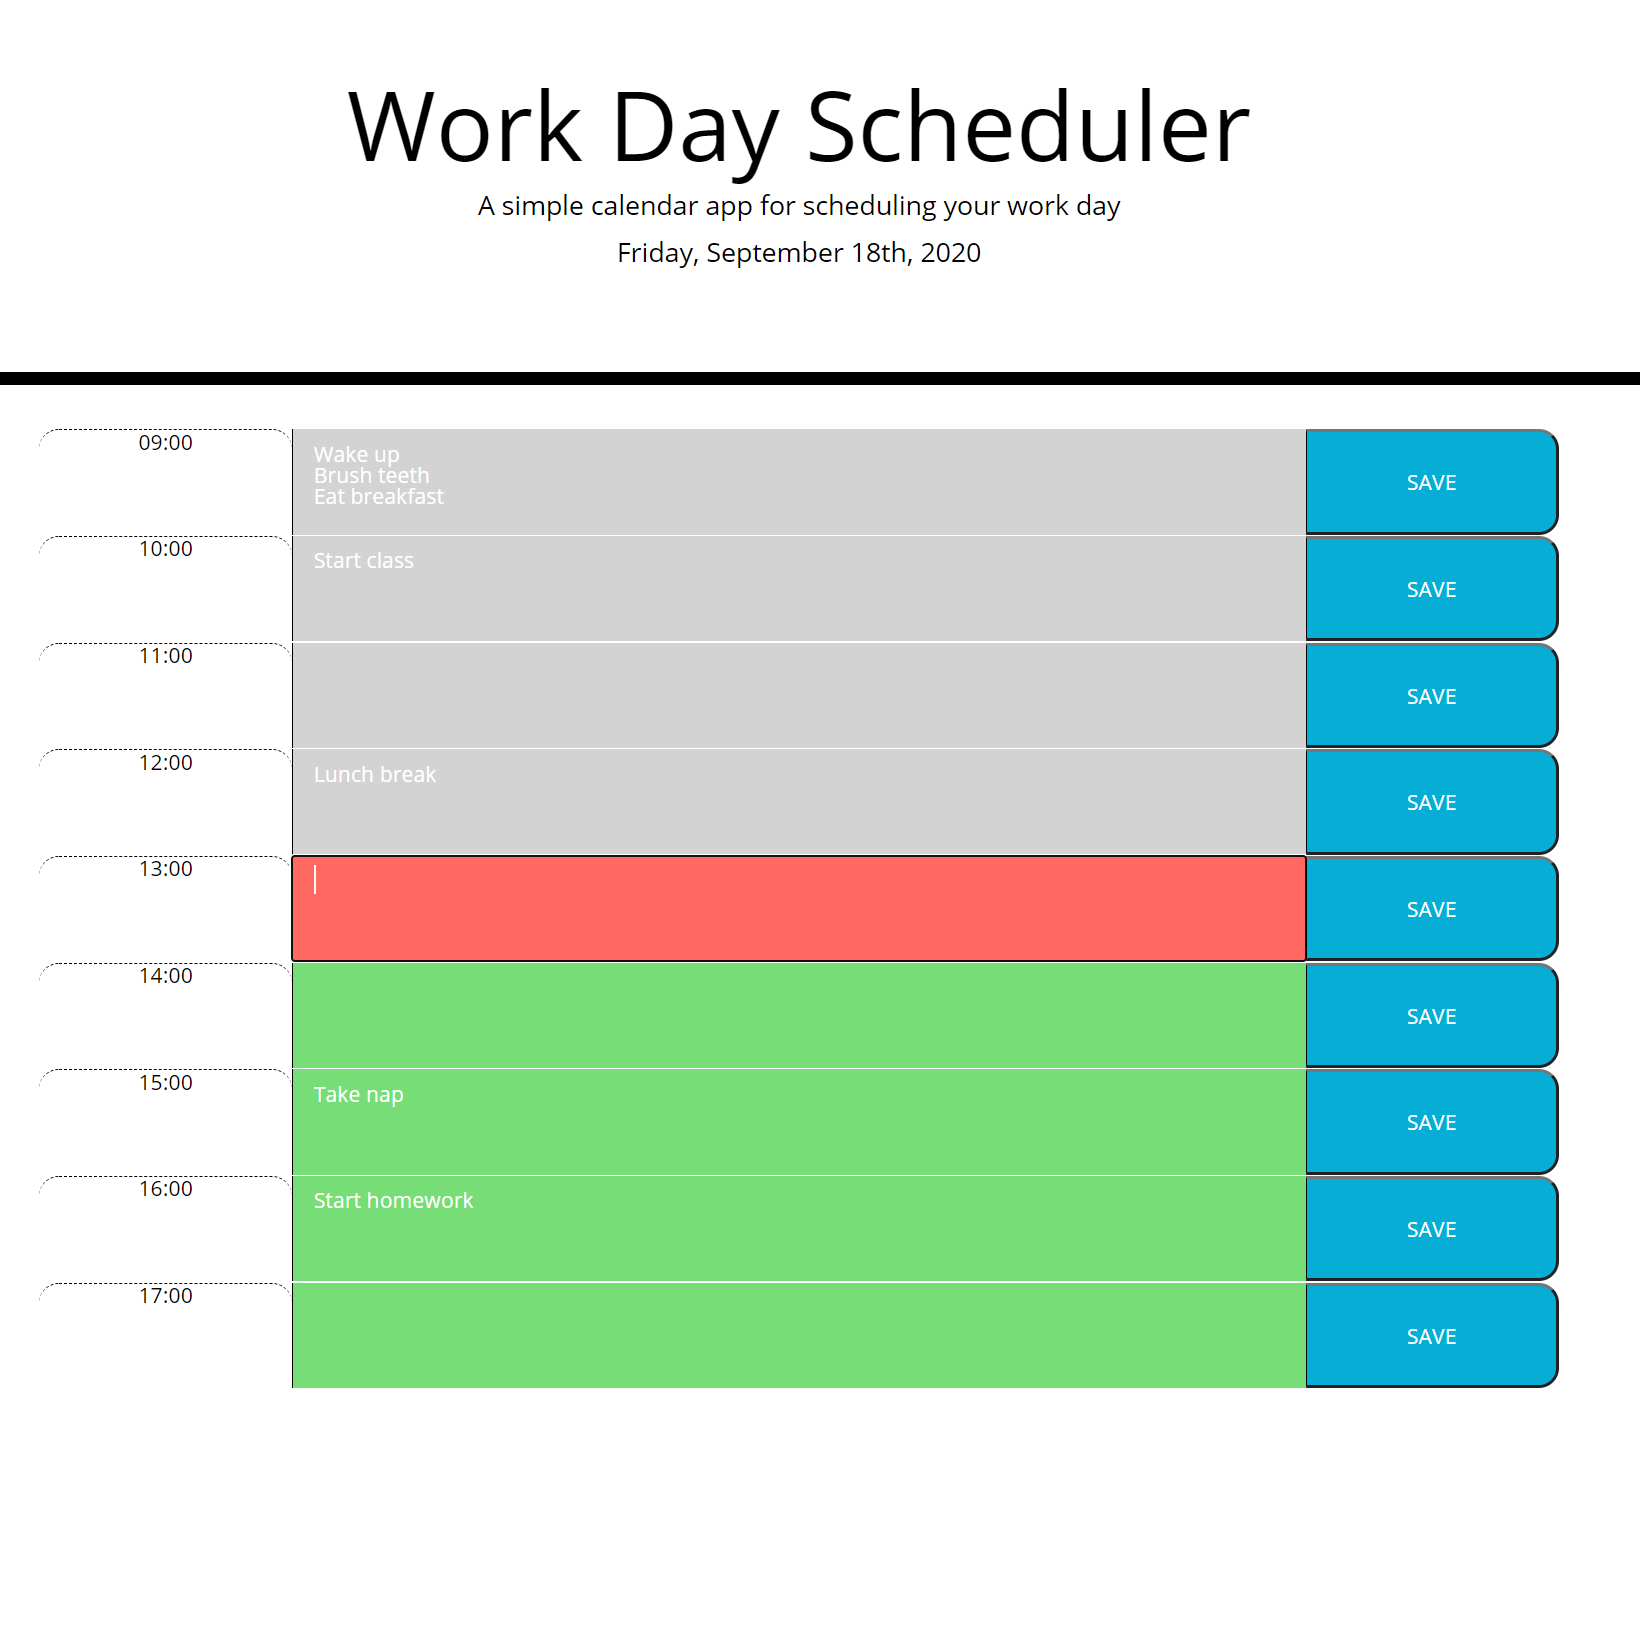 Work Day Scheduler
A simple calendar app for scheduling your work day
Friday, September 18th, 2020
09:00
Wake up
Brush teeth
Eat breakfast
SAVE
10:00
Start class
SAVE
11:00
SAVE
12:00
Lunch break
SAVE
13:00
SAVE
14:00
SAVE
15:00
Take nap
SAVE
16:00
Start homework
SAVE
17:00
SAVE